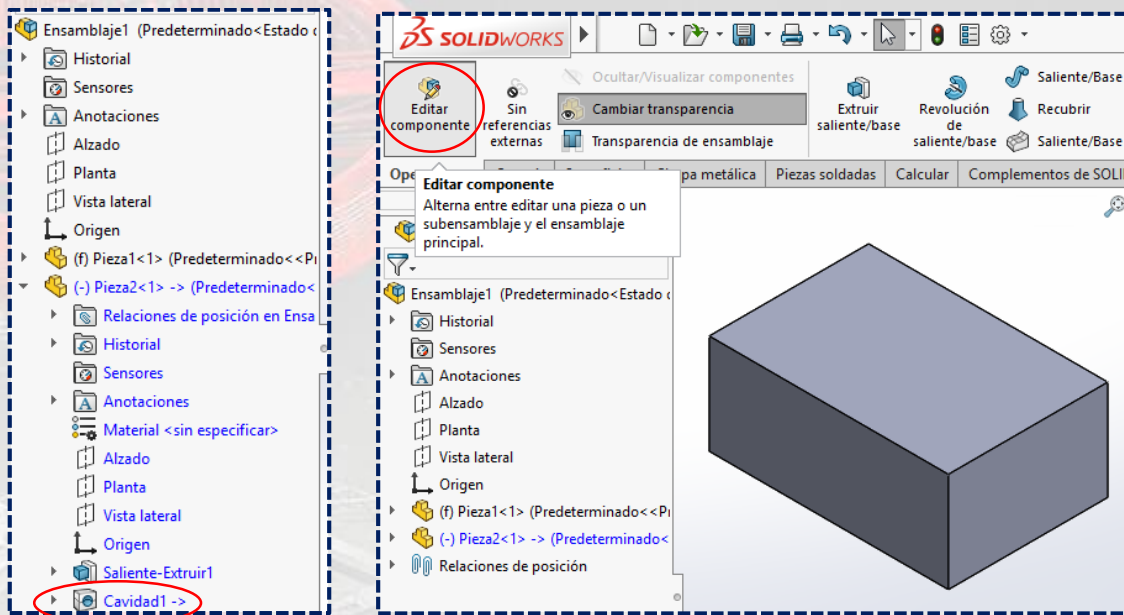 Ensamblaje1 (Predeterminado<Estado
Historial
Sensores
Anotaciones
Alzado
Planta
Vista lateral
Origen
(f) Pieza1<1> (Predeterminado<<
(-) Pieza2<1> -> (Predeterminado<
Relaciones de posición en Ensa
Historial
Sensores
Anotaciones
Material <sin especificar>
Alzado
Planta
Vista lateral
Origen
Saliente-Extruir1
Cavidad1 ->
SOLIDWORKS
Editar componente
Sin referencias externas
Ocultar/Visualizar componentes
Cambiar transparencia
Transparencia de ensamblaje
Extruir saliente/base
Revolución de saliente/base
Saliente/Base
Recubrir
Saliente/Base
Ope
pa metálica
Piezas soldadas
Calcular
Complementos de SOLI
Editar componente
Alterna entre editar una pieza o un
subensamblaje y el ensamblaje
principal.
Ensamblaje1 (Predeterminado<Estado
Historial
Sensores
Anotaciones
Alzado
Planta
Vista lateral
Origen
(f) Pieza1<1> (Predeterminado<<
(-) Pieza2<1> -> (Predeterminado<
Relaciones de posición